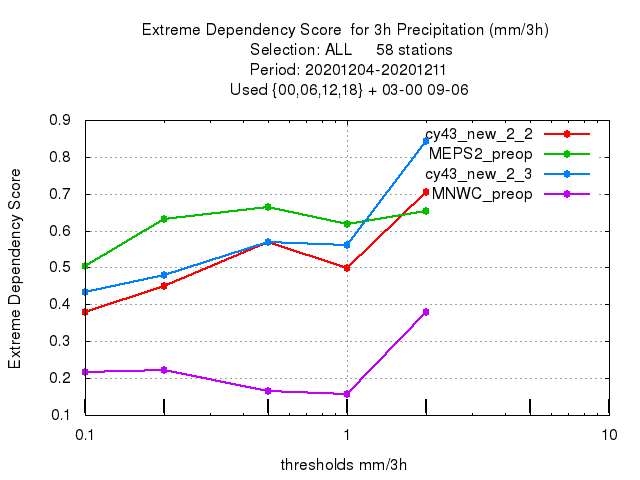 Extreme Dependency Score  for 3h Precipitation (mm/3h)
Selection: ALL     58 stations
Period: 20201204-20201211
Used {00,06,12,18} + 03-00 09-06
0.9
0.8
0.7
0.6
0.5
0.4
0.3
0.2
0.1
Extreme Dependency Score
cy43_new_2_2
MEPS2_preop
cy43_new_2_3
MNWC_preop
0.1 1 10
thresholds mm/3h